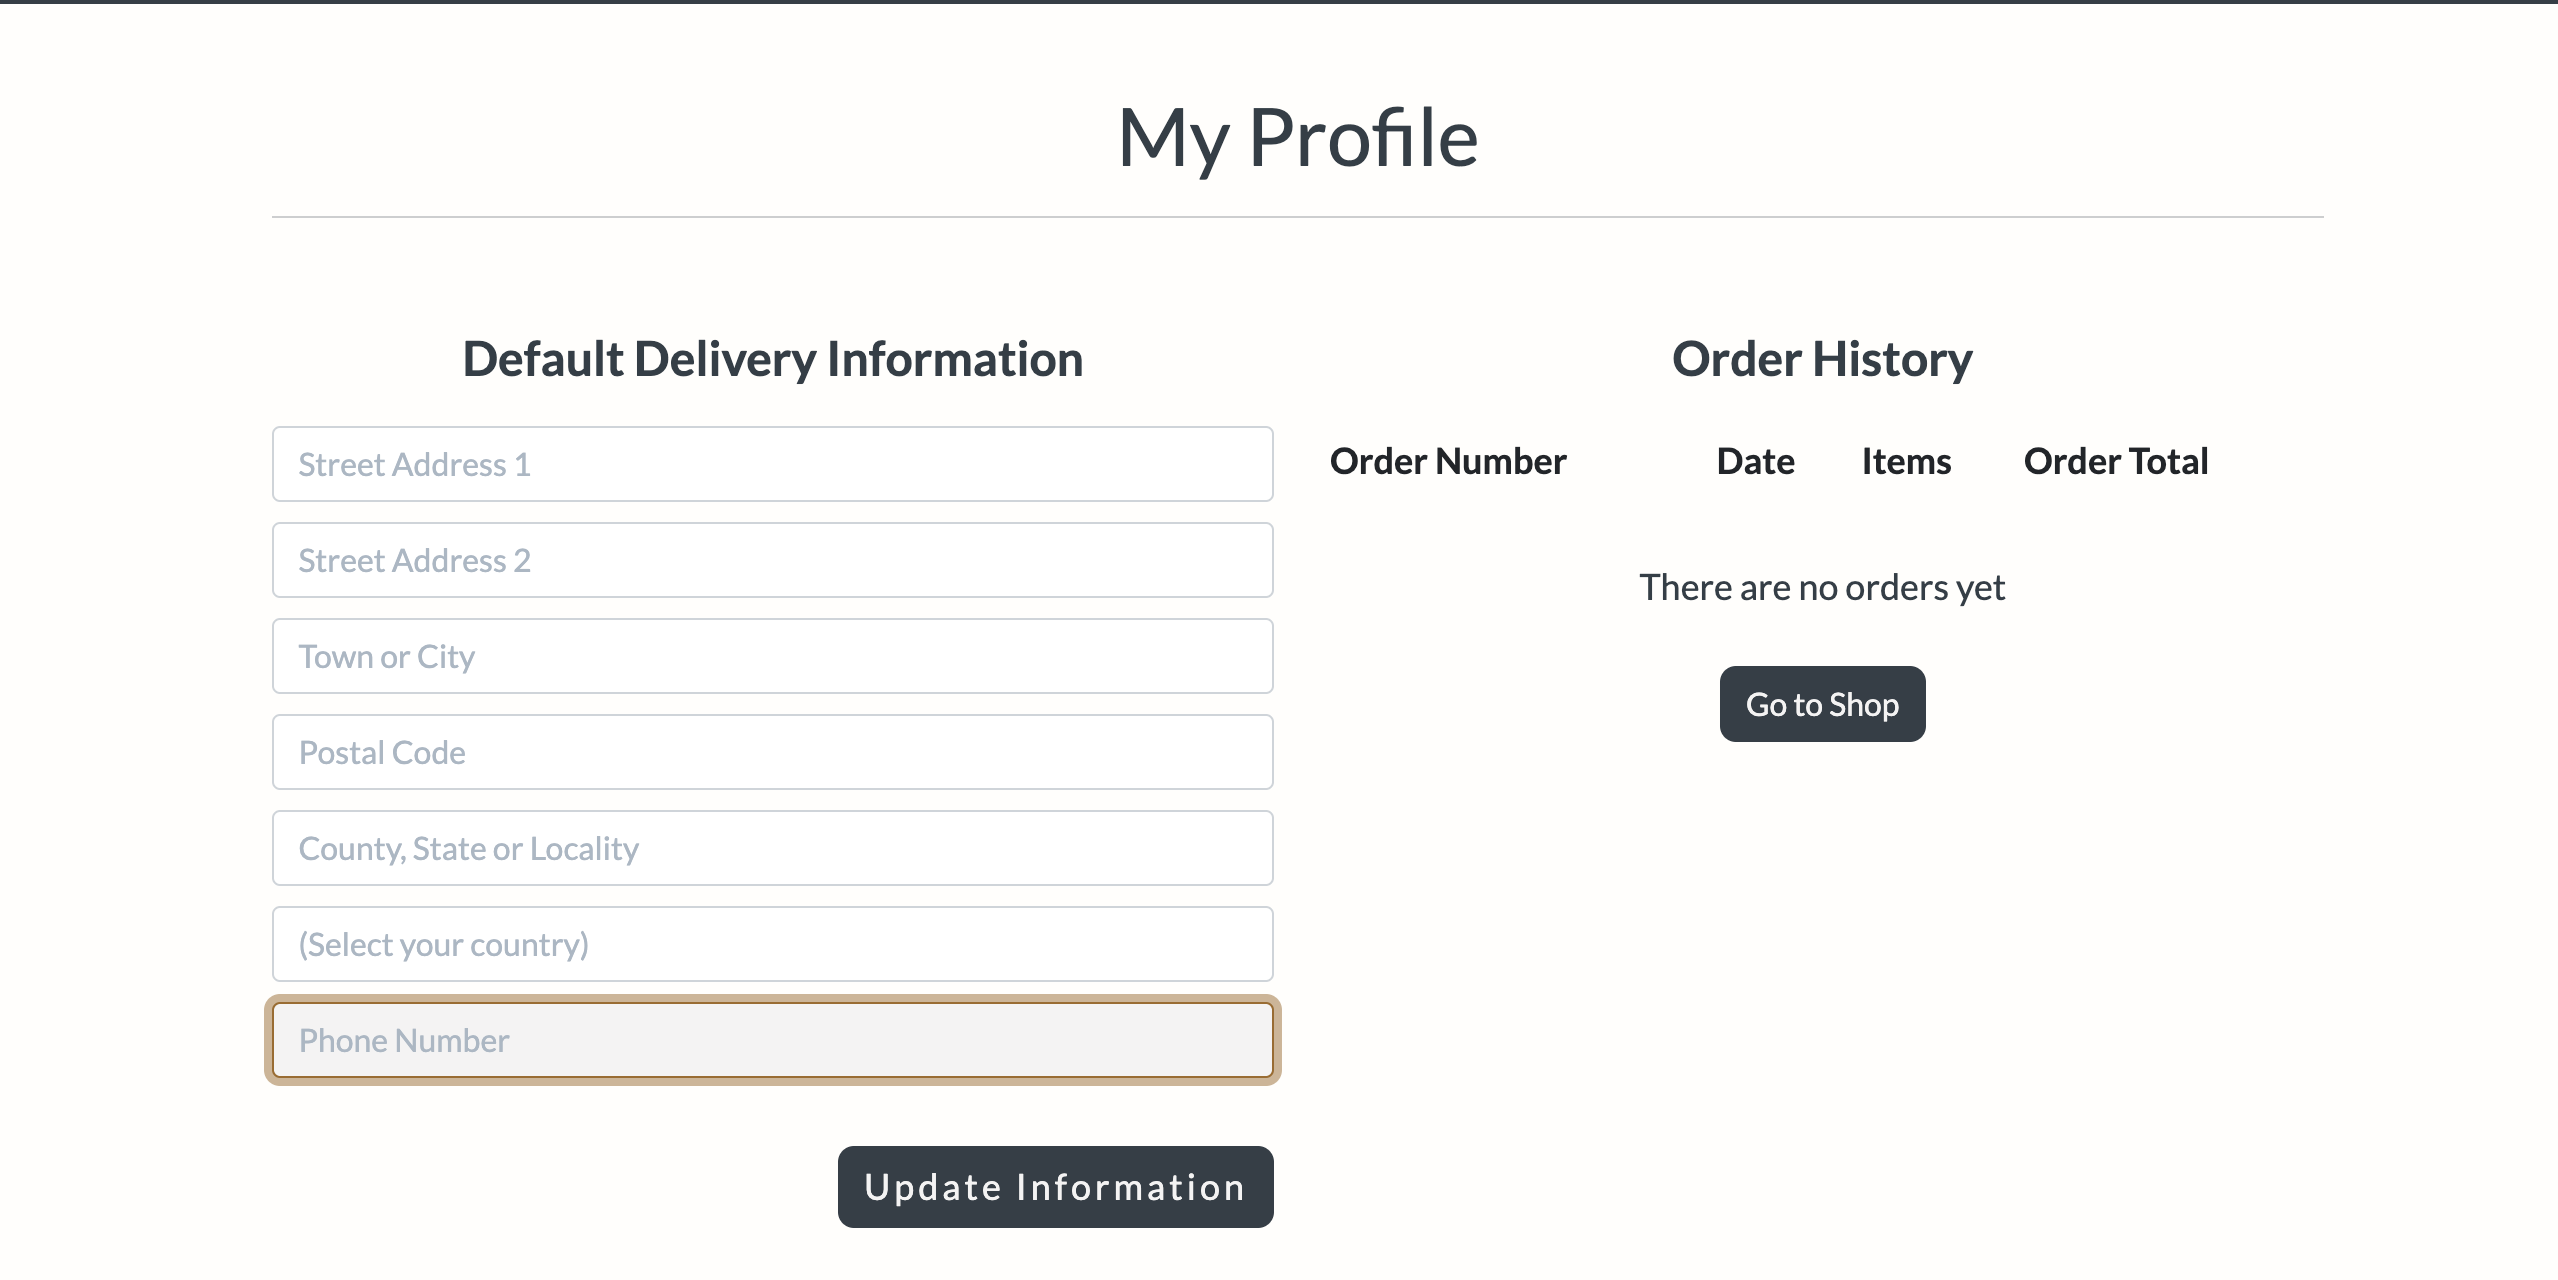 My Profile
Default Delivery Information
Street Address 1
Street Address 2
Town or City
Postal Code
County, State or Locality
(Select your country)
Phone Number
Update Information
Order History
Order Number Date Items Order Total
There are no orders yet
Go to Shop